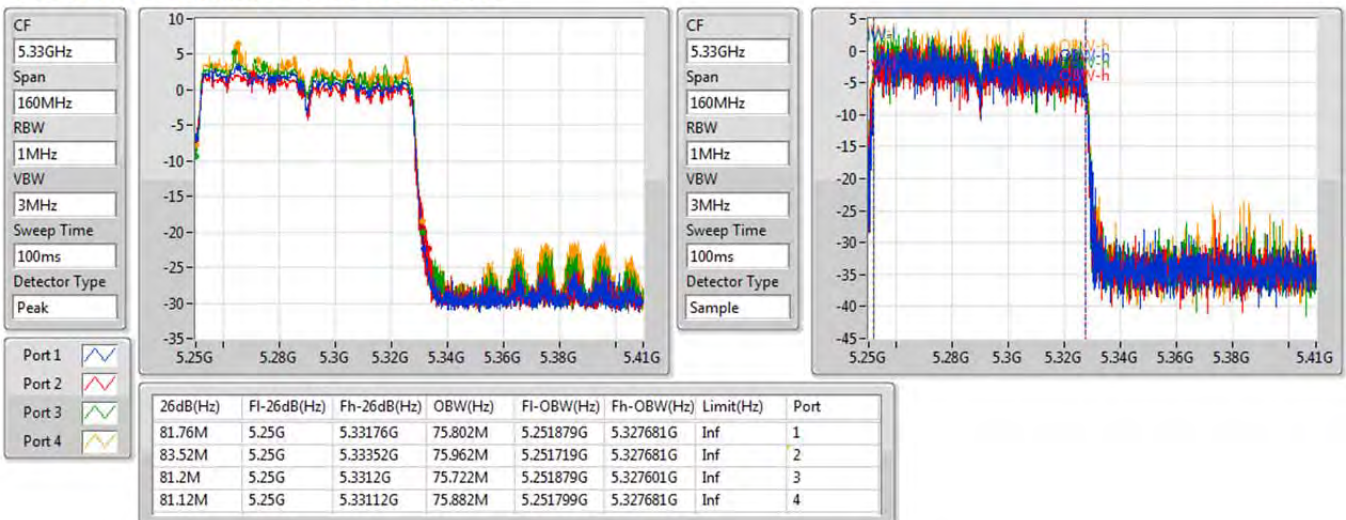 CF
5.33GHz
Span
160MHz
RBW
1MHz
VBW
3MHz
Sweep Time
100ms
Detector Type
Peak
10
5
0
-5
-10
-15
-20
-25
-30
-35
5.25G 5.28G 5.3G 5.32G 5.34G 5.36G 5.38G 5.41G
CF
5.33GHz
Span
160MHz
RBW
1MHz
VBW
3MHz
Sweep Time
100ms
Detector Type
Sample
5
0
-5
-10
-15
-20
-25
-30
-35
-40
-45
OBW-h
OBW-h
5.25G 5.28G 5.3G 5.32G 5.34G 5.36G 5.38G 5.41G
Port 1
Port 2
Port 3
Port 4
26dB(Hz) Fl-26dB(Hz) Fh-26dB(Hz) OBW(Hz) Fl-OBW(Hz) Fh-OBW(Hz) Limit(Hz) Port
81.76M 5.25G 5.33176G 75.802M 5.251879G 5.327681G Inf 1
83.52M 5.25G 5.33352G 75.962M 5.251719G 5.327681G Inf 2
81.2M 5.25G 5.3312G 75.722M 5.251879G 5.327601G Inf 3
81.12M 5.25G 5.33112G 75.882M 5.251799G 5.327681G Inf 4